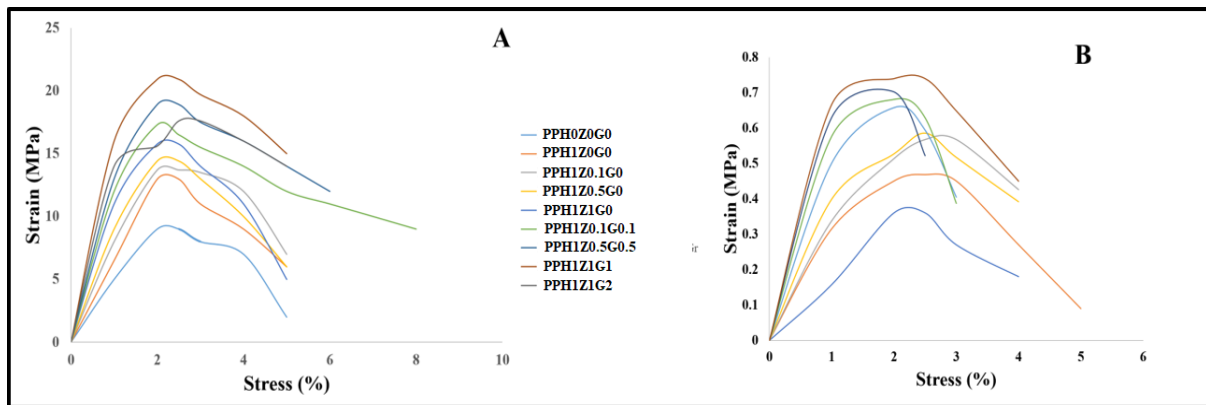 A
25
20
15
10
5
0
0 2 4 6 8 10
Strain (MPa)
Stress (%)
PPH0Z0G0
PPH1Z0G0
PPH1Z0.1G0
PPH1Z0.5G0
PPH1Z1G0
PPH1Z0.1G0.1
PPH1Z0.5G0.5
PPH1Z1G1
PPH1Z1G2
B
0.8
0.7
0.6
0.5
0.4
0.3
0.2
0.1
0
0 1 2 3 4 5 6
Strain (MPa)
Stress (%)